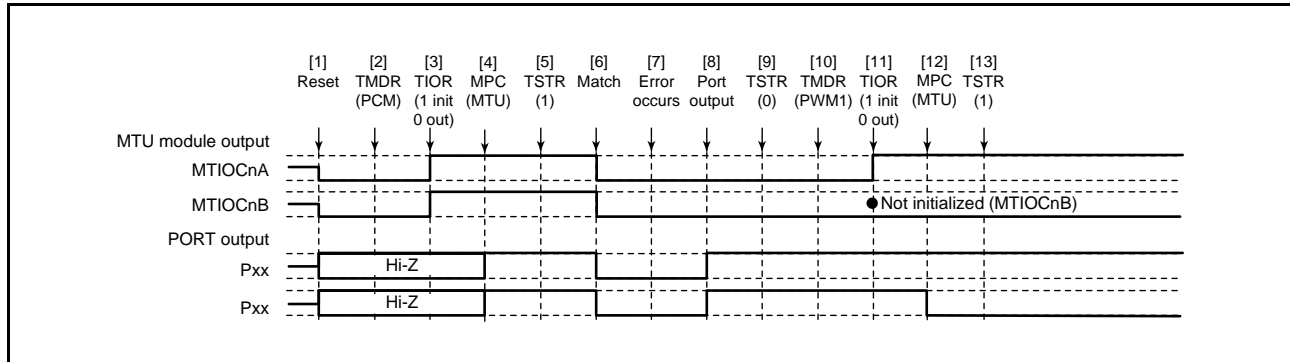 [1] [2] [3] [4] [5] [6] [7] [8] [9] [10] [11] [12] [13]
Reset TMDR TIOR MPC TSTR Match Error Port TSTR TMDR TIOR MPC TSTR
(PCM) (1 init (MTU) (1) occurs output (0) (PWM1) (1 init (MTU) (1)
0 out) 0 out)
MTU module output
MTIOCnA
MTIOCnB
Not initialized (MTIOCnB)
PORT output
Pxx
Hi-Z
Pxx
Hi-Z